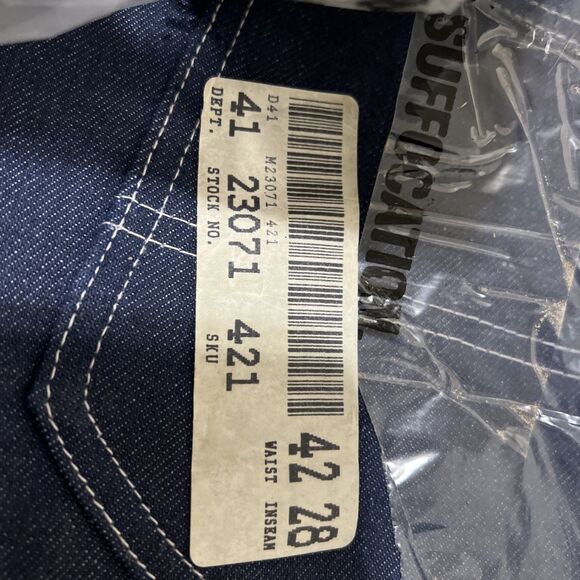 D41 M23071 421
41 23071 421
DEPT. STOCK NO. SKU
42 28
WAIST INSEAM
SUFFOCATION